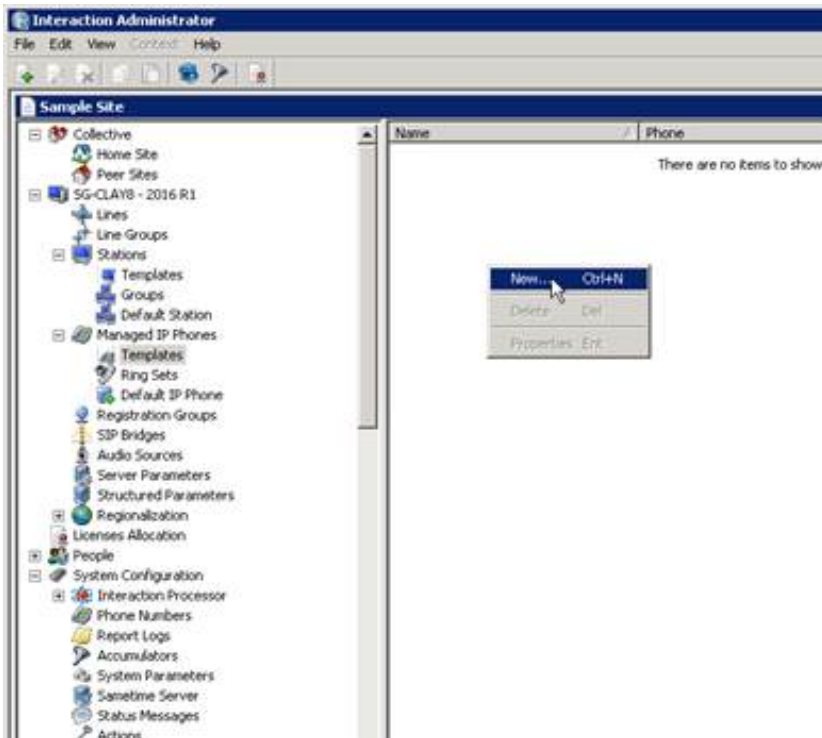 Interaction Administrator
File Edit View Context Help
Sample Site
Collective
Home Site
Peer Sites
SG-CLAY8 - 2016 R1
Lines
Line Groups
Stations
Templates
Groups
Default Station
Managed IP Phones
Templates
Ring Sets
Default IP Phone
Registration Groups
SIP Bridges
Audio Sources
Server Parameters
Structured Parameters
Regionalization
Licenses Allocation
People
System Configuration
Interaction Processor
Phone Numbers
Report Logs
Accumulators
System Parameters
Sametime Server
Status Messages
Actions
Name / Phone
There are no items to show
New... Ctrl+N
Delete Del
Properties Ent